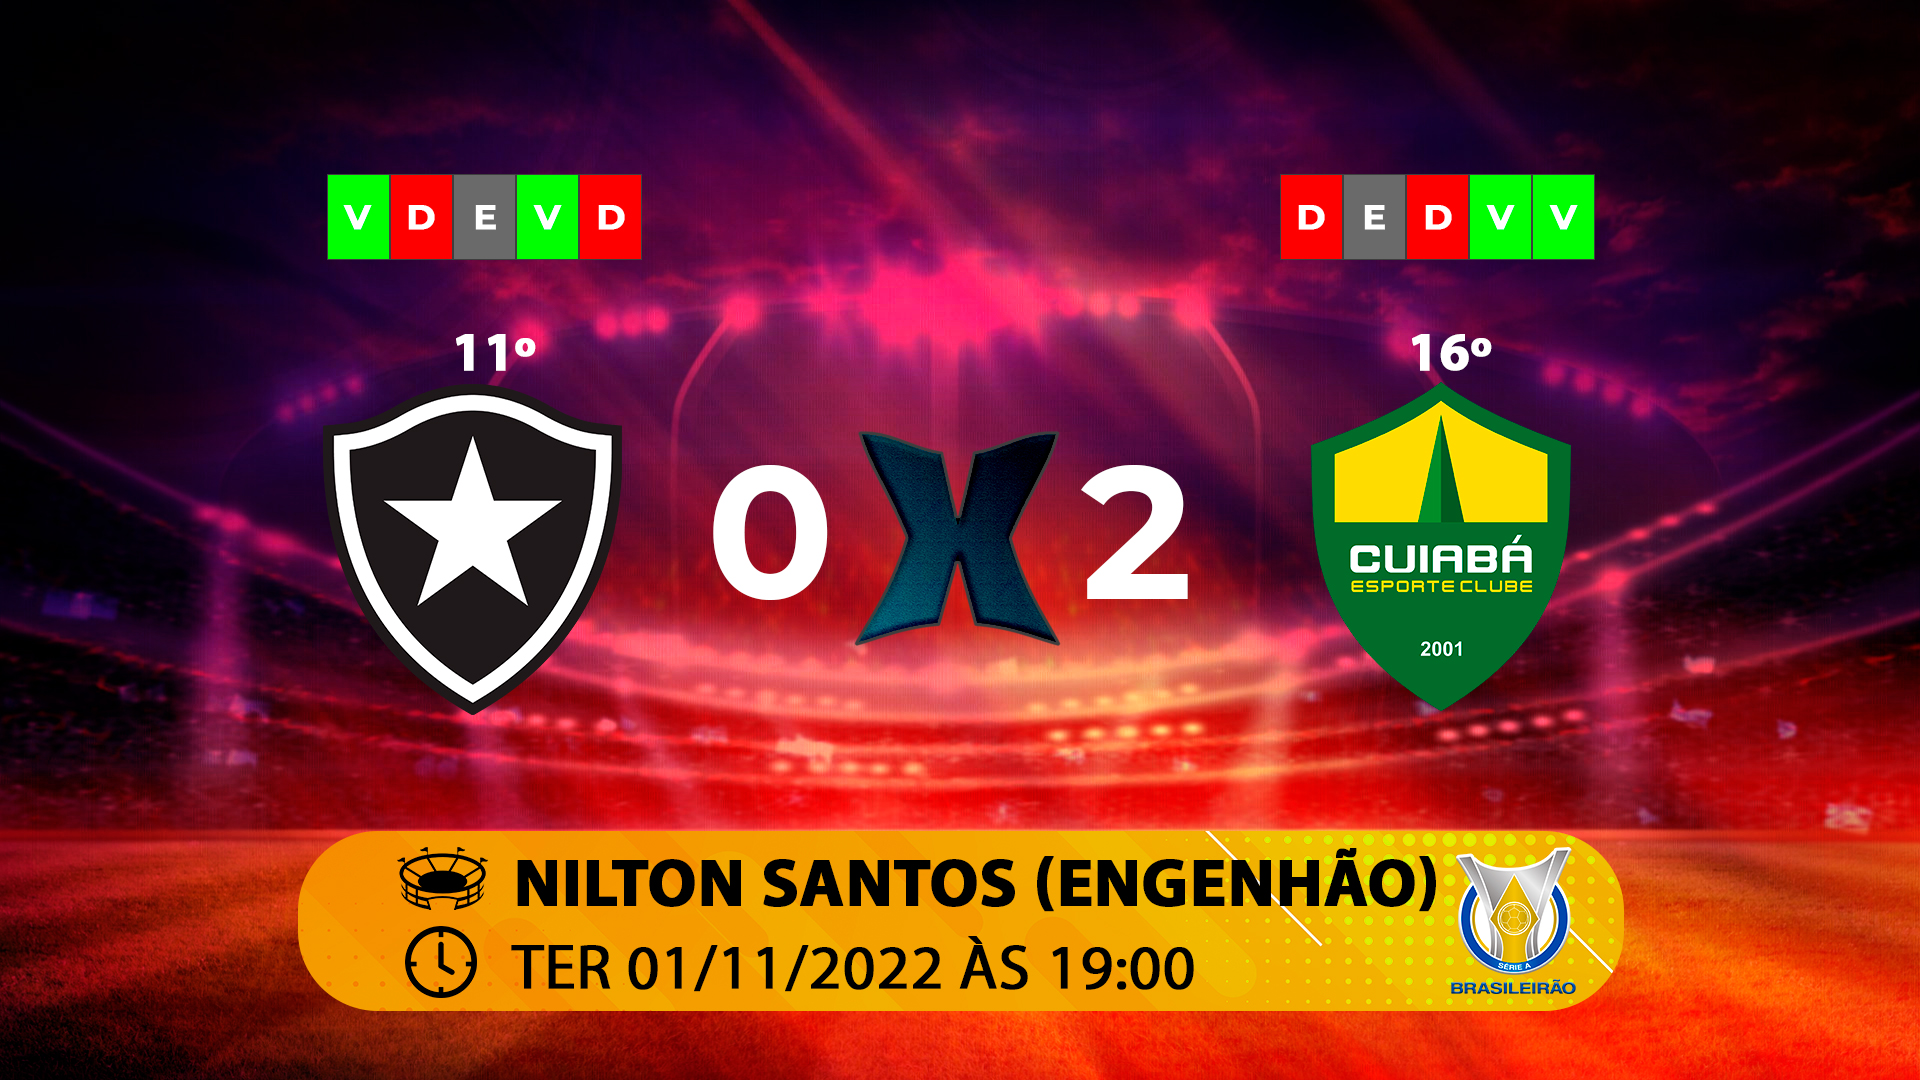 V D E V D
D E D V V
11º
16º
0 X 2
CUIABÁ
ESPORTE CLUBE
2001
NILTON SANTOS (ENGENHÃO)
TER 01/11/2022 ÀS 19:00
SÉRIE A
BRASILEIRÃO